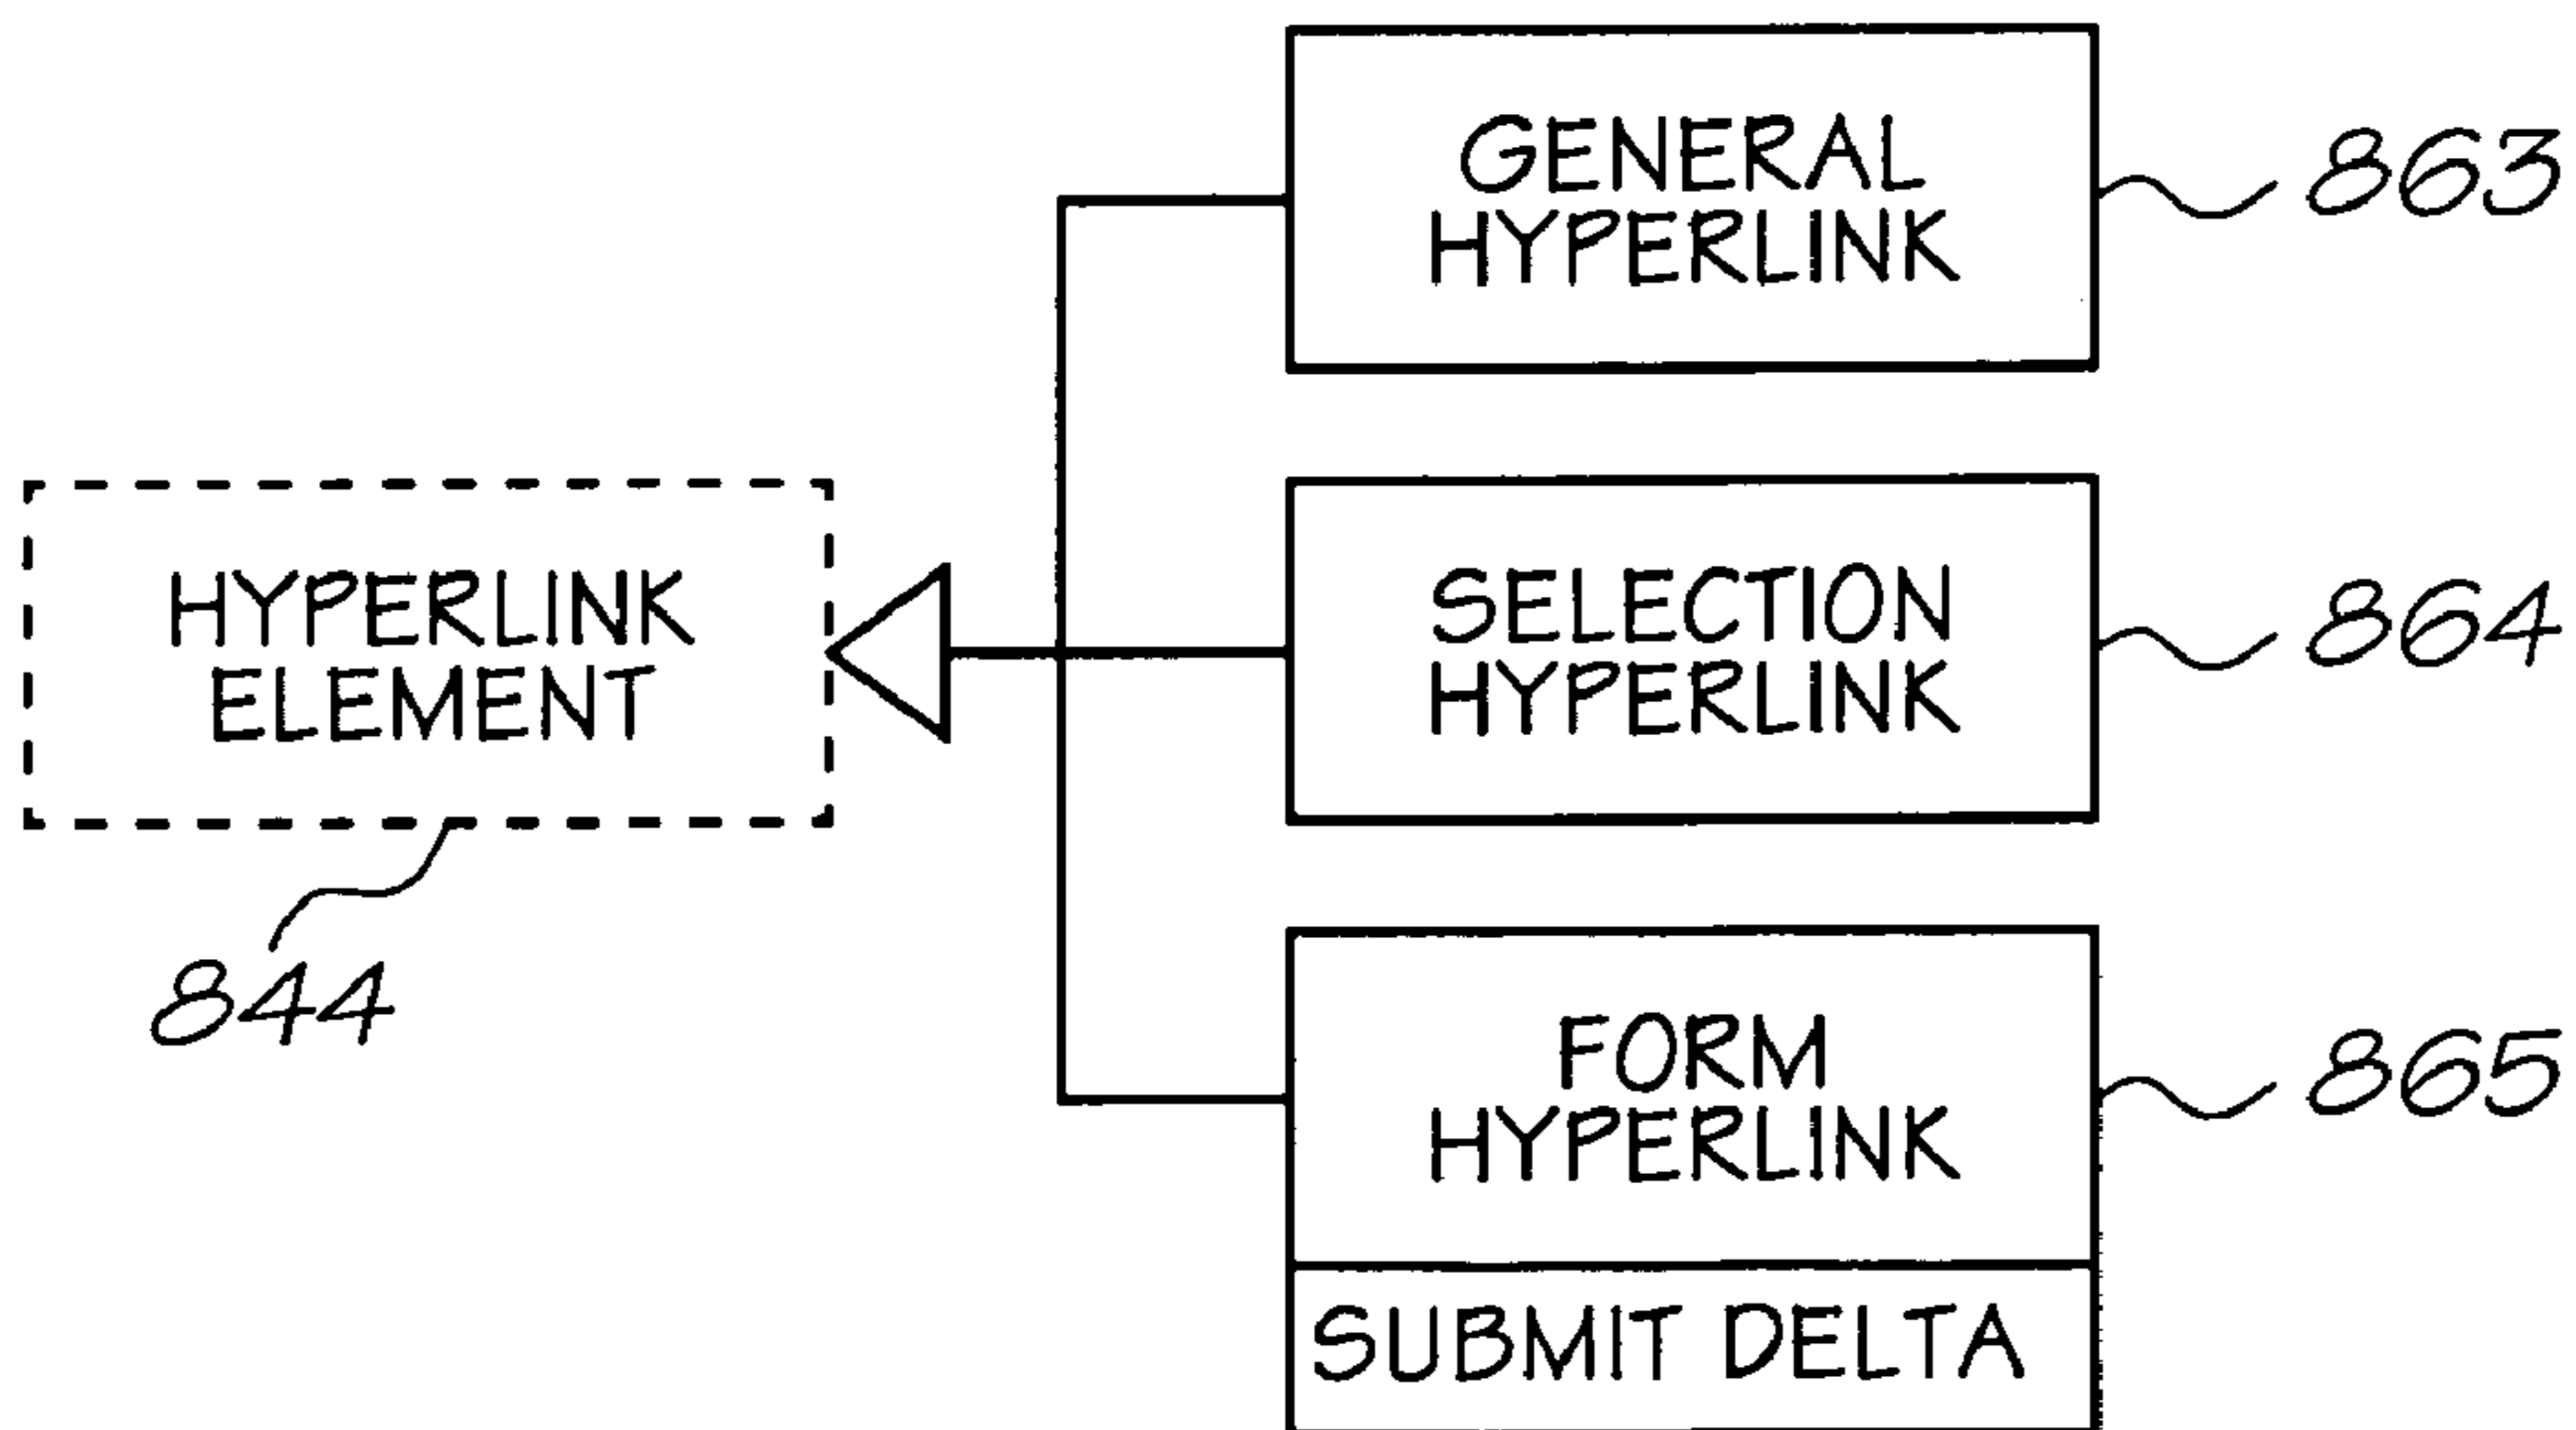 GENERAL
HYPERLINK
863
HYPERLINK
ELEMENT
844
SELECTION
HYPERLINK
864
FORM
HYPERLINK
865
SUBMIT DELTA